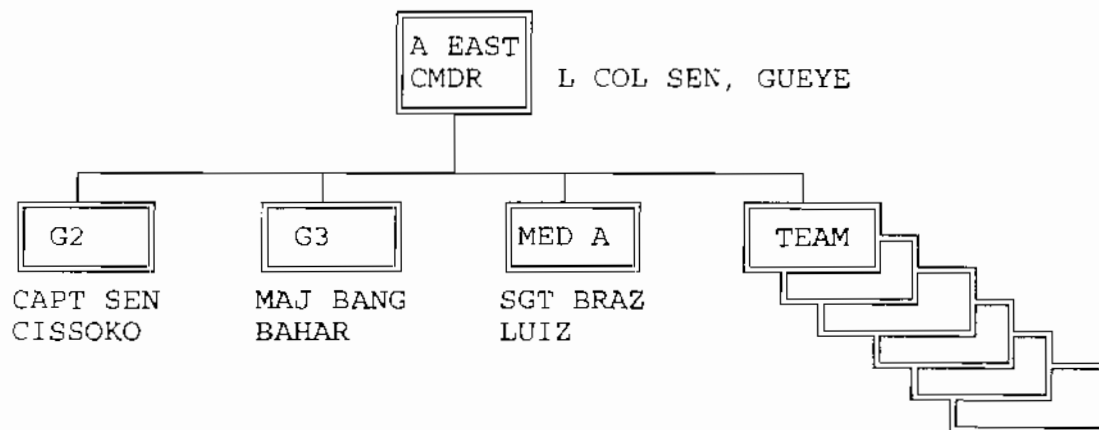 A EAST
CMDR
L COL SEN, GUEYE
G2
G3
MED A
TEAM
CAPT SEN
CISSOKO
MAJ BANG
BAHAR
SGT BRAZ
LUIZ